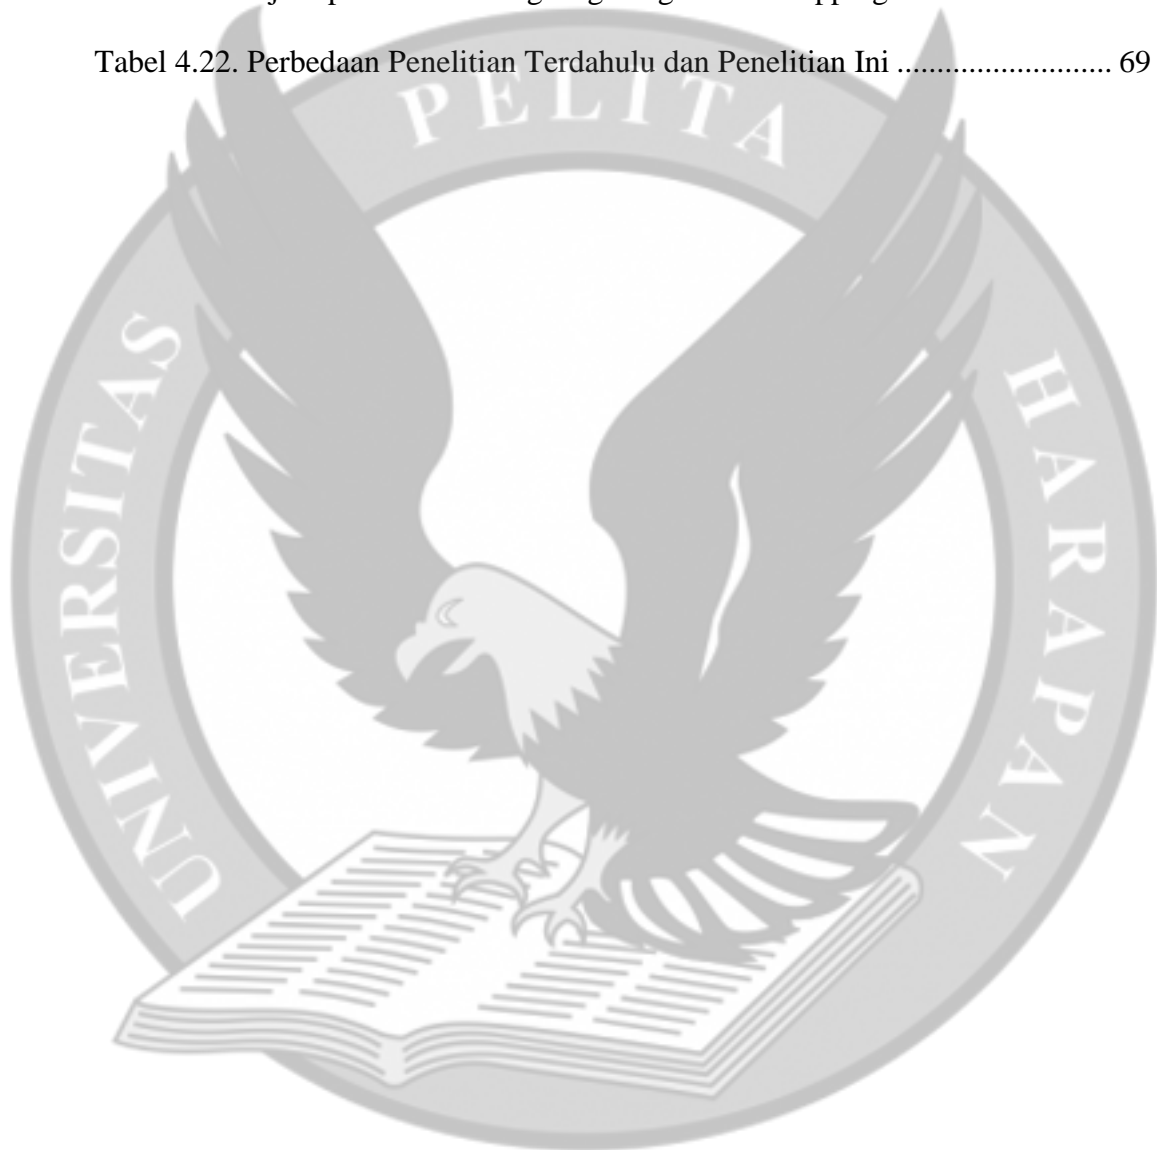 Tabel 4.22. Perbedaan Penelitian Terdahulu dan Penelitian Ini .......................... 69
UNIVERSITAS PELITA HARAPAN